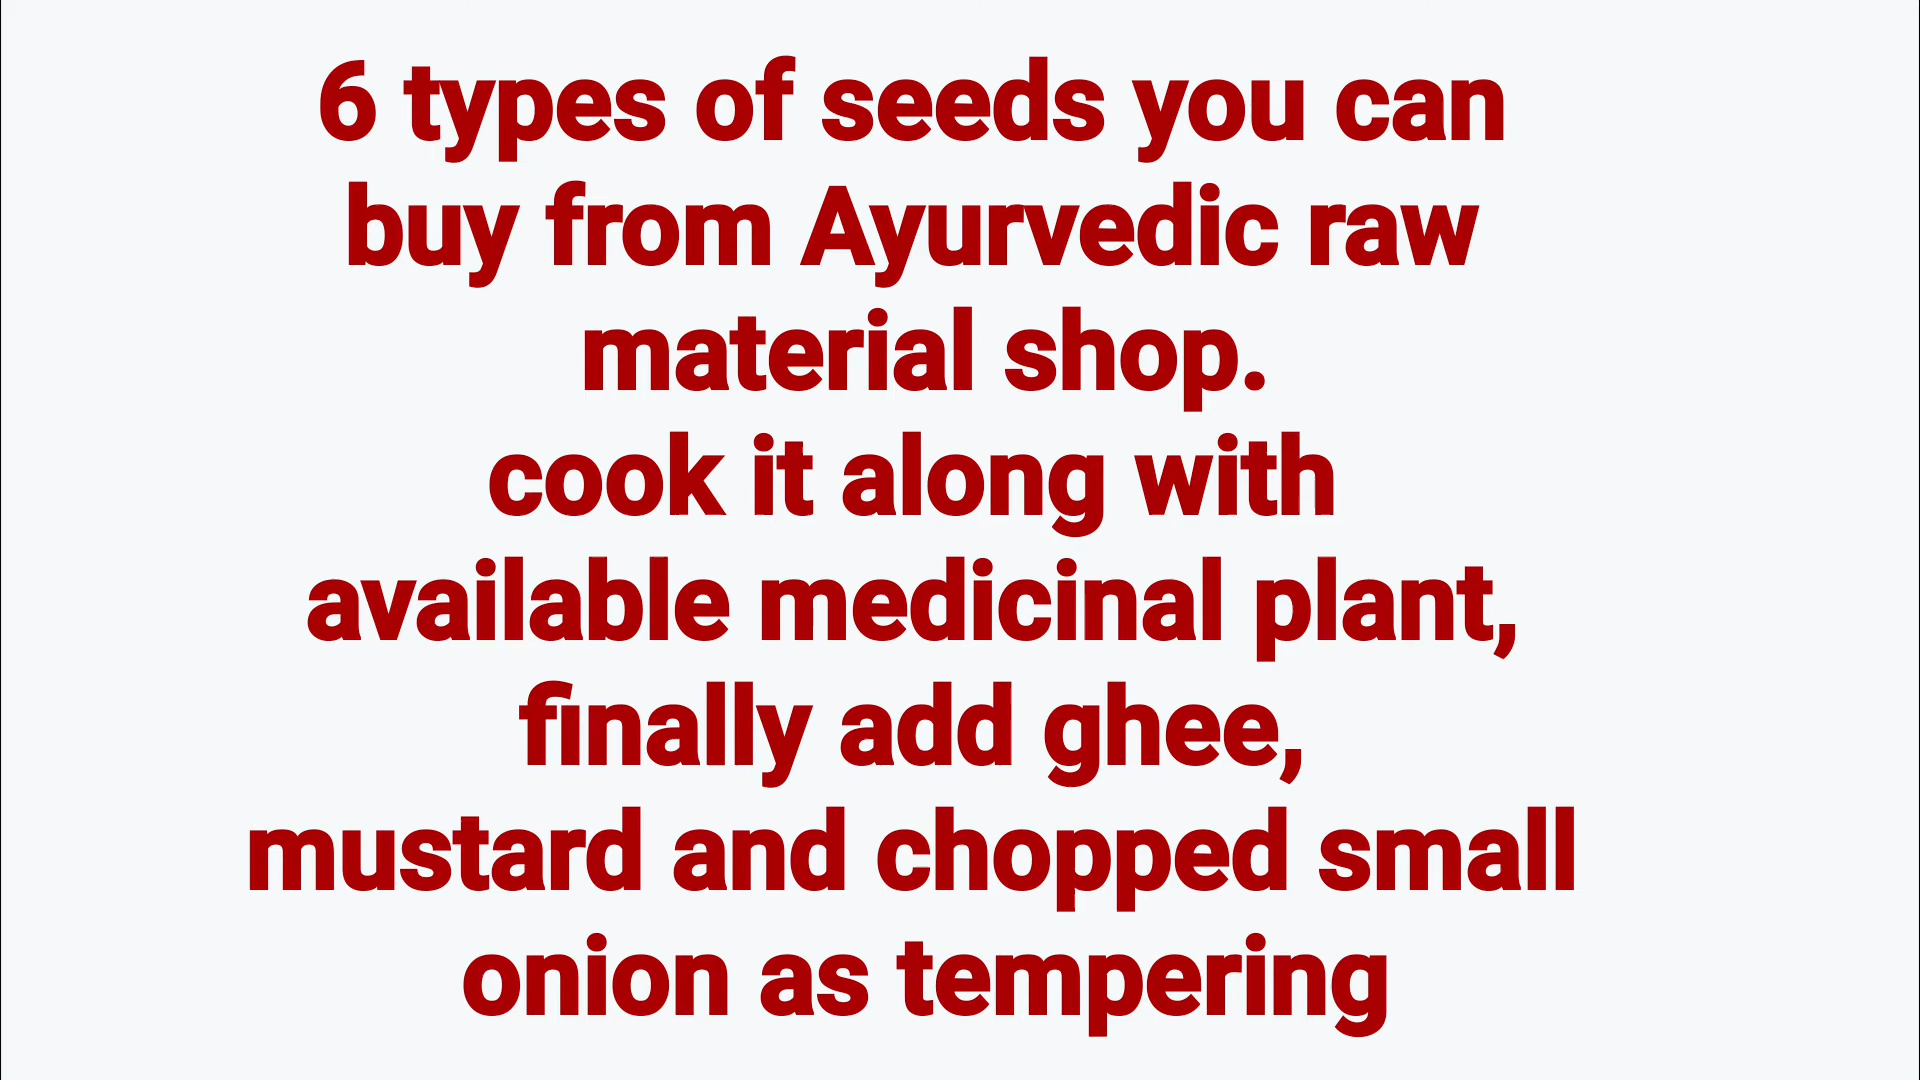 6 types of seeds you can
buy from Ayurvedic raw
material shop.
cook it along with
available medicinal plant,
finally add ghee,
mustard and chopped small
onion as tempering